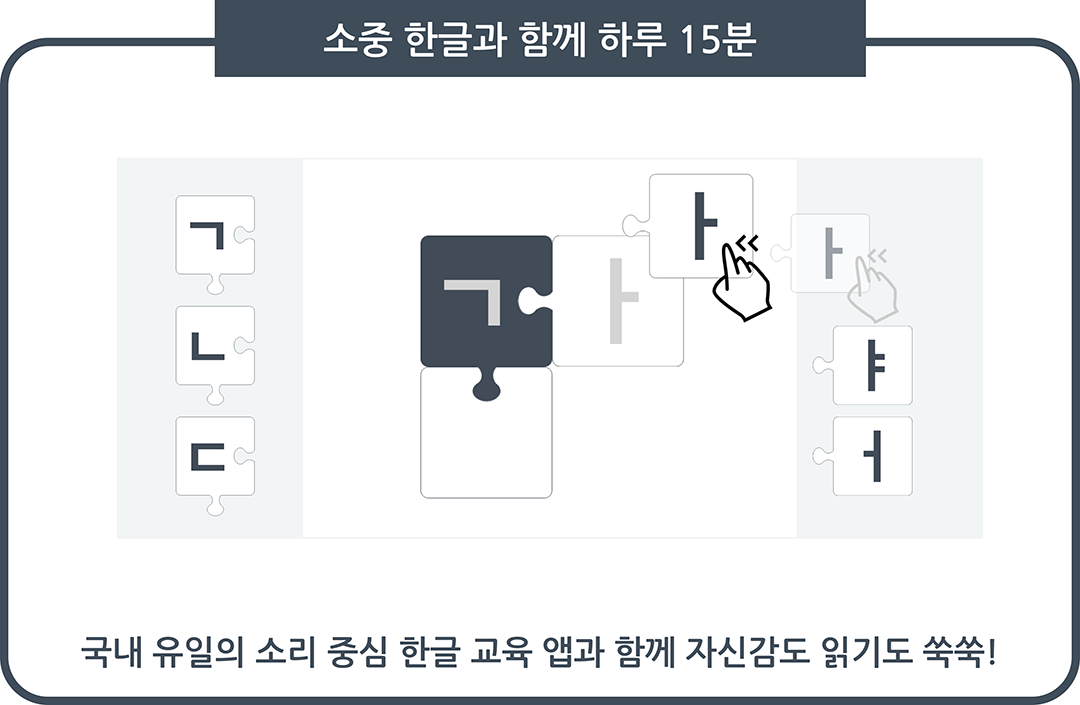 소중 한글과 함께 하루 15분
ㄱ
ㄴ
ㄷ
ㄱ
ㅏ
ㅏ
ㅏ
ㅑ
ㅓ
국내 유일의 소리 중심 한글 교육 앱과 함께 자신감도 읽기도 쑥쑥!